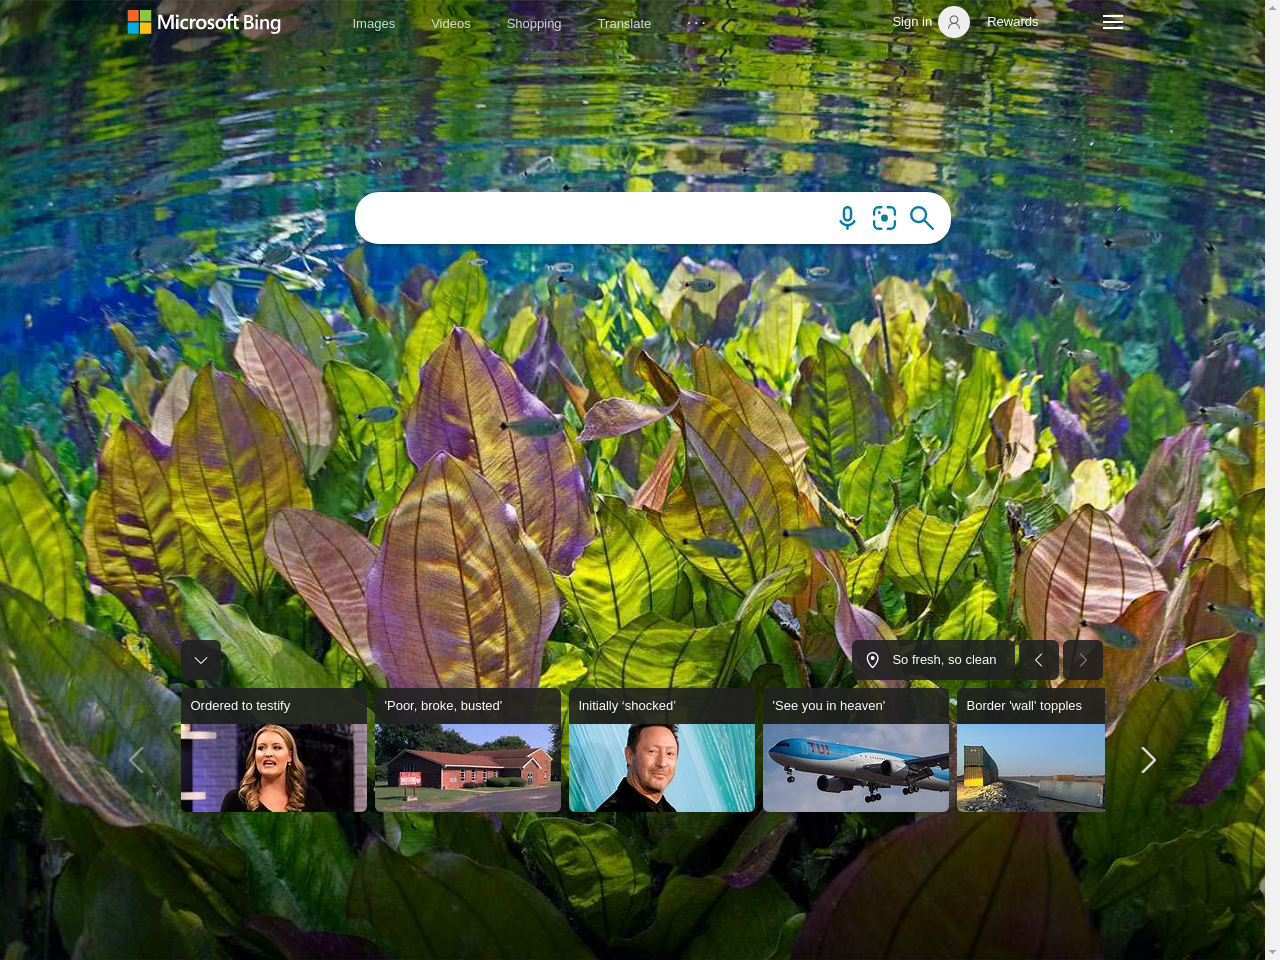 Microsoft Bing
Images
Videos
Shopping
Translate
Sign in
Rewards
So fresh, so clean
Ordered to testify
'Poor, broke, busted'
Initially ‘shocked’
'See you in heaven'
Border 'wall' topples
TUI